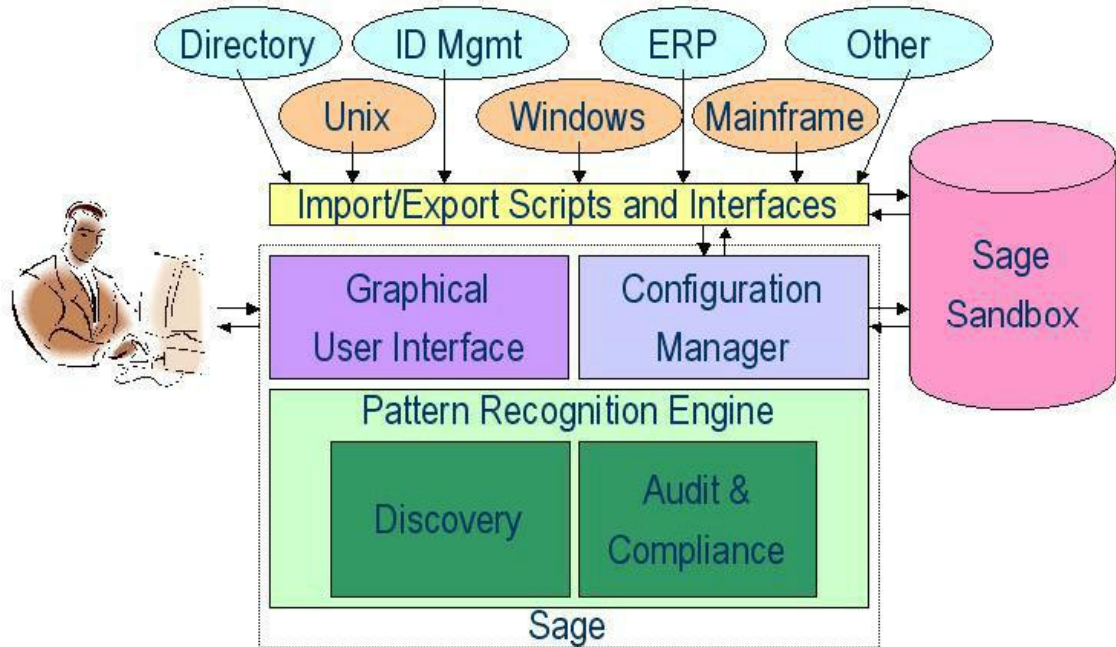 Directory
ID Mgmt
ERP
Other
Unix
Windows
Mainframe
Import/Export Scripts and Interfaces
Graphical
User Interface
Configuration
Manager
Sage
Sandbox
Pattern Recognition Engine
Discovery
Audit &
Compliance
Sage